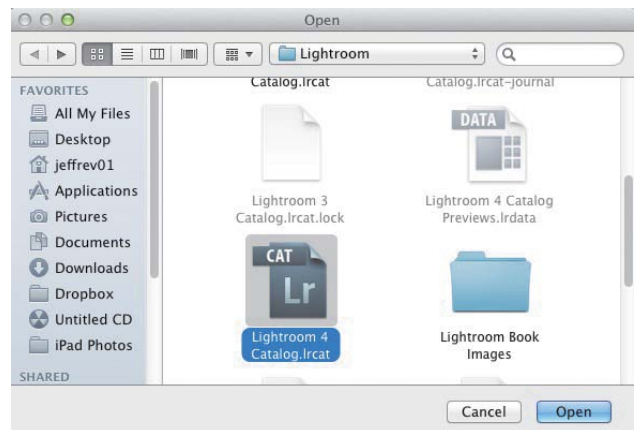 Open
Lightroom
FAVORITES
All My Files
Desktop
jeffrev01
Applications
Pictures
Documents
Downloads
Dropbox
Untitled CD
iPad Photos
SHARED
Catalog.lrcat
Catalog.lrcat-journal
DATA
Lightroom 3
Catalog.lrcat.lock
Lightroom 4 Catalog
Previews.lrdata
CAT
Lr
Lightroom 4
Catalog.lrcat
Lightroom Book
Images
Cancel
Open